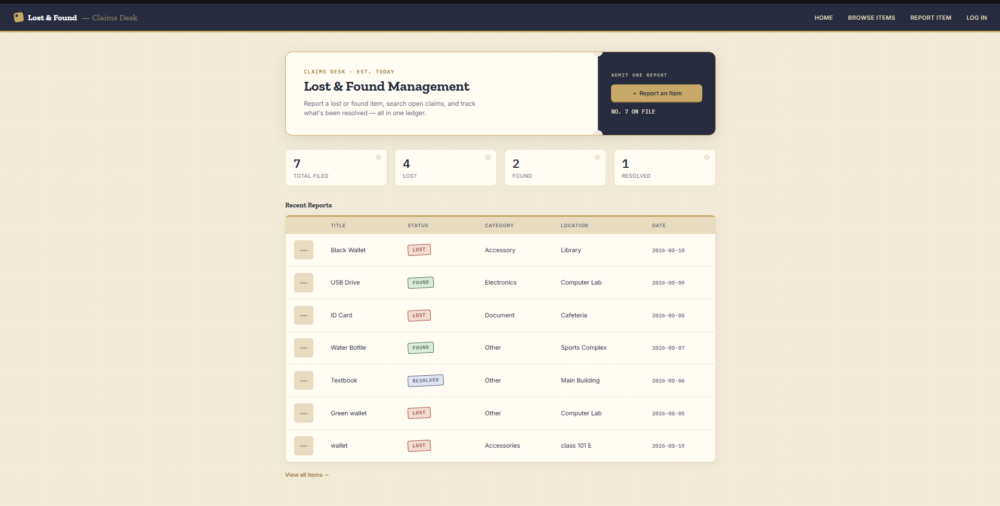 Lost & Found — Claims Desk HOME BROWSE ITEMS REPORT ITEM LOG IN
CLAIMS DESK · EST. TODAY
Lost & Found Management
Report a lost or found item, search open claims, and track
what's been resolved — all in one ledger.
ADMIT ONE REPORT
+ Report an Item
NO. 7 ON FILE
7
TOTAL FILED
4
LOST
2
FOUND
1
RESOLVED
Recent Reports
TITLE STATUS CATEGORY LOCATION DATE
— Black Wallet LOST Accessory Library 2026-08-10
— USB Drive FOUND Electronics Computer Lab 2026-08-09
— ID Card LOST Document Cafeteria 2026-08-08
— Water Bottle FOUND Other Sports Complex 2026-08-07
— Textbook RESOLVED Other Main Building 2026-08-06
— Green wallet LOST Other Computer Lab 2026-08-05
— wallet LOST Accessories class 101 E 2026-08-19
View all items →